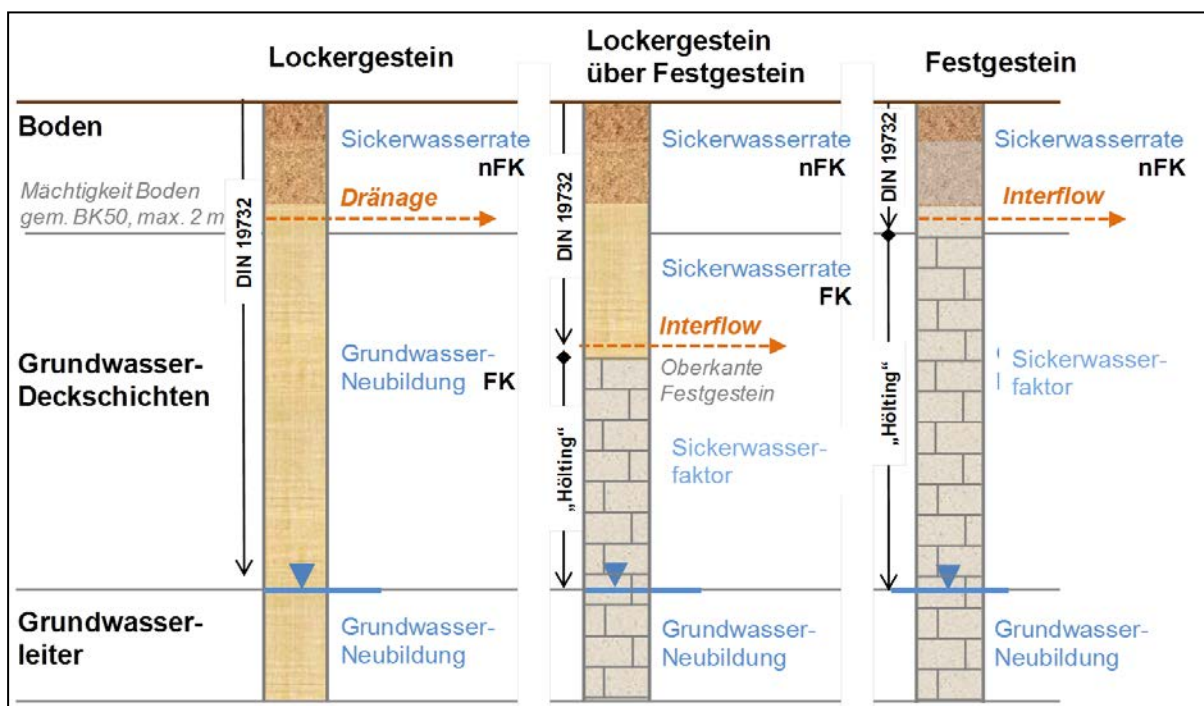 Lockergestein
Lockergestein
über Festgestein
Festgestein
Boden
Mächtigkeit Boden
gem. BK50, max. 2 m
DIN 19732
Sickerwasserrate
nFK
Dränage
DIN 19732
Sickerwasserrate
nFK
DIN 19732
Sickerwasserrate
nFK
Interflow
Grundwasser-
Deckschichten
Grundwasser-
Neubildung FK
Sickerwasserrate
FK
Interflow
Oberkante
Festgestein
„Hölting“
Sickerwasser-
faktor
„Hölting“
Sickerwasser-
faktor
Grundwasser-
leiter
Grundwasser-
Neubildung
Grundwasser-
Neubildung
Grundwasser-
Neubildung